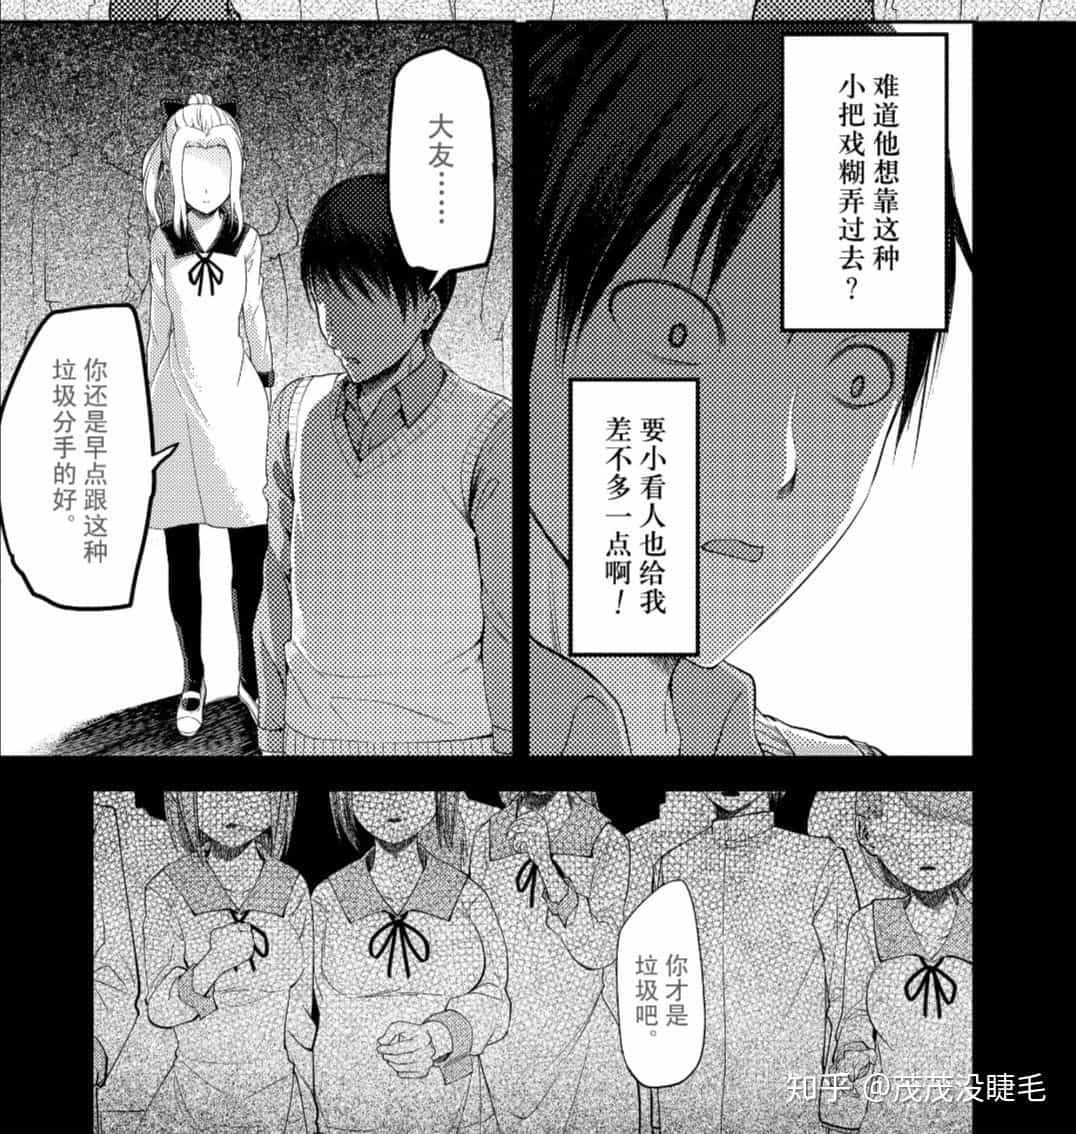 难道他想靠这种
小把戏糊弄过去？
要小看人也给我
差不多一点啊！
大友……
你还是早点跟这种
垃圾分手的好。
你才是
垃圾吧。
知乎 @茂茂没睫毛